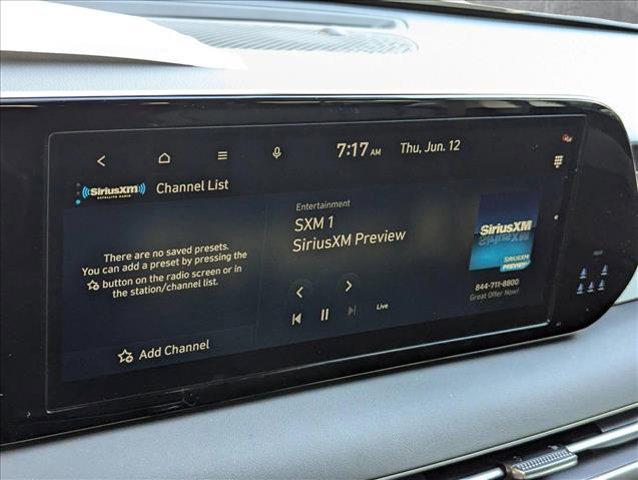 7:17 AM
Thu, Jun. 12
SiriusXM
SATELLITE RADIO
Channel List
There are no saved presets.
You can add a preset by pressing the
button on the radio screen or in
the station/channel list.
Add Channel
Entertainment
SXM 1
SiriusXM Preview
Live
SiriusXM
SIRIUSXM
PREVIEW
844-711-8800
Great Offer Now!